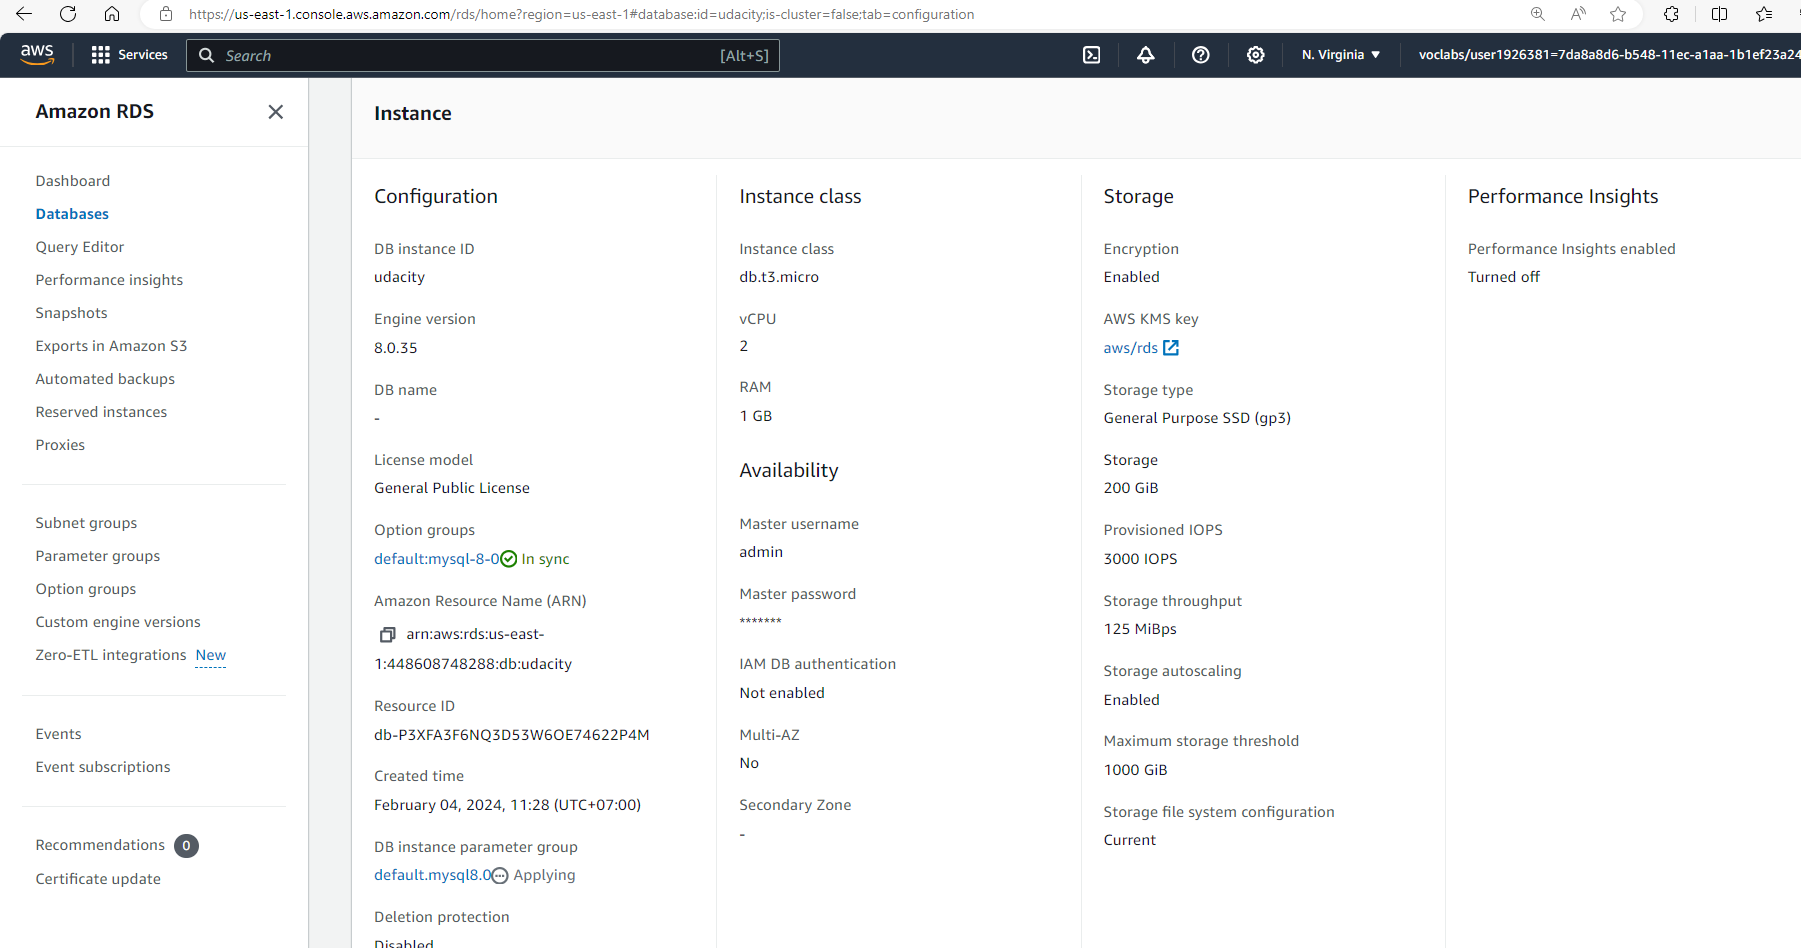 https://us-east-1.console.aws.amazon.com/rds/home?region=us-east-1#database:id=udacity;is-cluster=false;tab=configuration
aws
Services
Search
[Alt+S]
N. Virginia
voclabs/user1926381=7da8a8d6-b548-11ec-a1aa-1b1ef23a24
Amazon RDS
Dashboard
Databases
Query Editor
Performance insights
Snapshots
Exports in Amazon S3
Automated backups
Reserved instances
Proxies
Subnet groups
Parameter groups
Option groups
Custom engine versions
Zero-ETL integrations New
Events
Event subscriptions
Recommendations 0
Certificate update
Instance
Configuration
DB instance ID
udacity
Engine version
8.0.35
DB name
-
License model
General Public License
Option groups
default:mysql-8-0 In sync
Amazon Resource Name (ARN)
arn:aws:rds:us-east-
1:448608748288:db:udacity
Resource ID
db-P3XFA3F6NQ3D53W6OE74622P4M
Created time
February 04, 2024, 11:28 (UTC+07:00)
DB instance parameter group
default.mysql8.0 Applying
Deletion protection
Disabled
Instance class
Instance class
db.t3.micro
vCPU
2
RAM
1 GB
Availability
Master username
admin
Master password
*******
IAM DB authentication
Not enabled
Multi-AZ
No
Secondary Zone
-
Storage
Encryption
Enabled
AWS KMS key
aws/rds
Storage type
General Purpose SSD (gp3)
Storage
200 GiB
Provisioned IOPS
3000 IOPS
Storage throughput
125 MiBps
Storage autoscaling
Enabled
Maximum storage threshold
1000 GiB
Storage file system configuration
Current
Performance Insights
Performance Insights enabled
Turned off